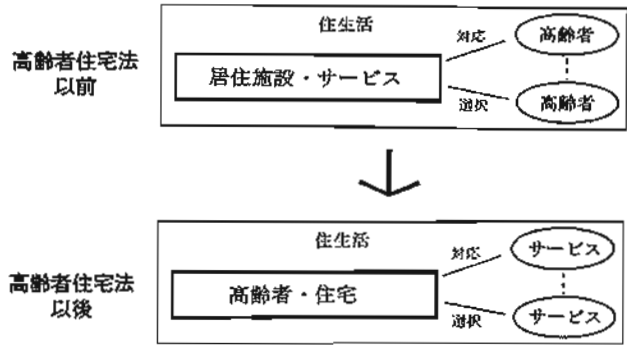 高齢者住宅法
以前
住生活
居住施設・サービス
対応
選択
高齢者
高齢者
高齢者住宅法
以後
住生活
高齢者・住宅
対応
選択
サービス
サービス